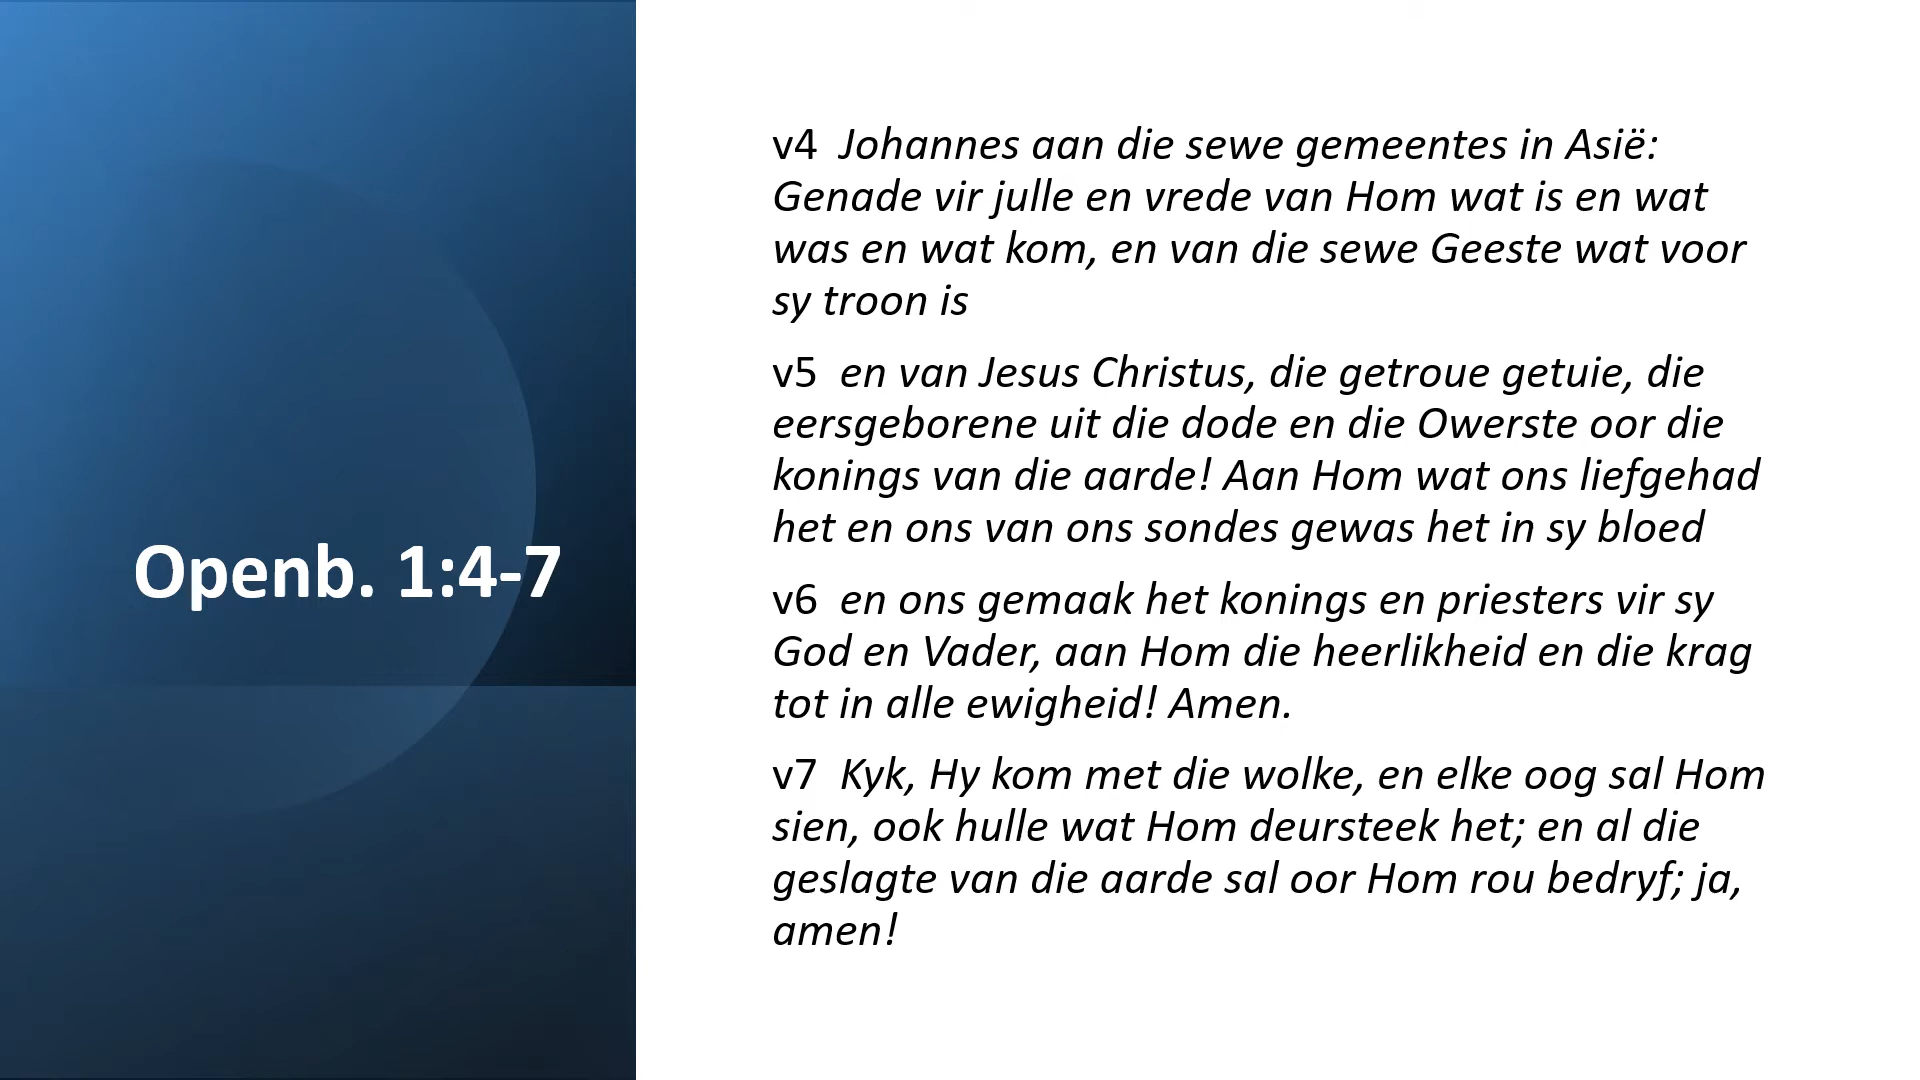 Openb. 1:4-7
v4 Johannes aan die sewe gemeentes in Asië:
Genade vir julle en vrede van Hom wat is en wat
was en wat kom, en van die sewe Geeste wat voor
sy troon is
v5 en van Jesus Christus, die getroue getuie, die
eersgeborene uit die dode en die Owerste oor die
konings van die aarde! Aan Hom wat ons liefgehad
het en ons van ons sondes gewas het in sy bloed
v6 en ons gemaak het konings en priesters vir sy
God en Vader, aan Hom die heerlikheid en die krag
tot in alle ewigheid! Amen.
v7 Kyk, Hy kom met die wolke, en elke oog sal Hom
sien, ook hulle wat Hom deursteek het; en al die
geslagte van die aarde sal oor Hom rou bedryf; ja,
amen!